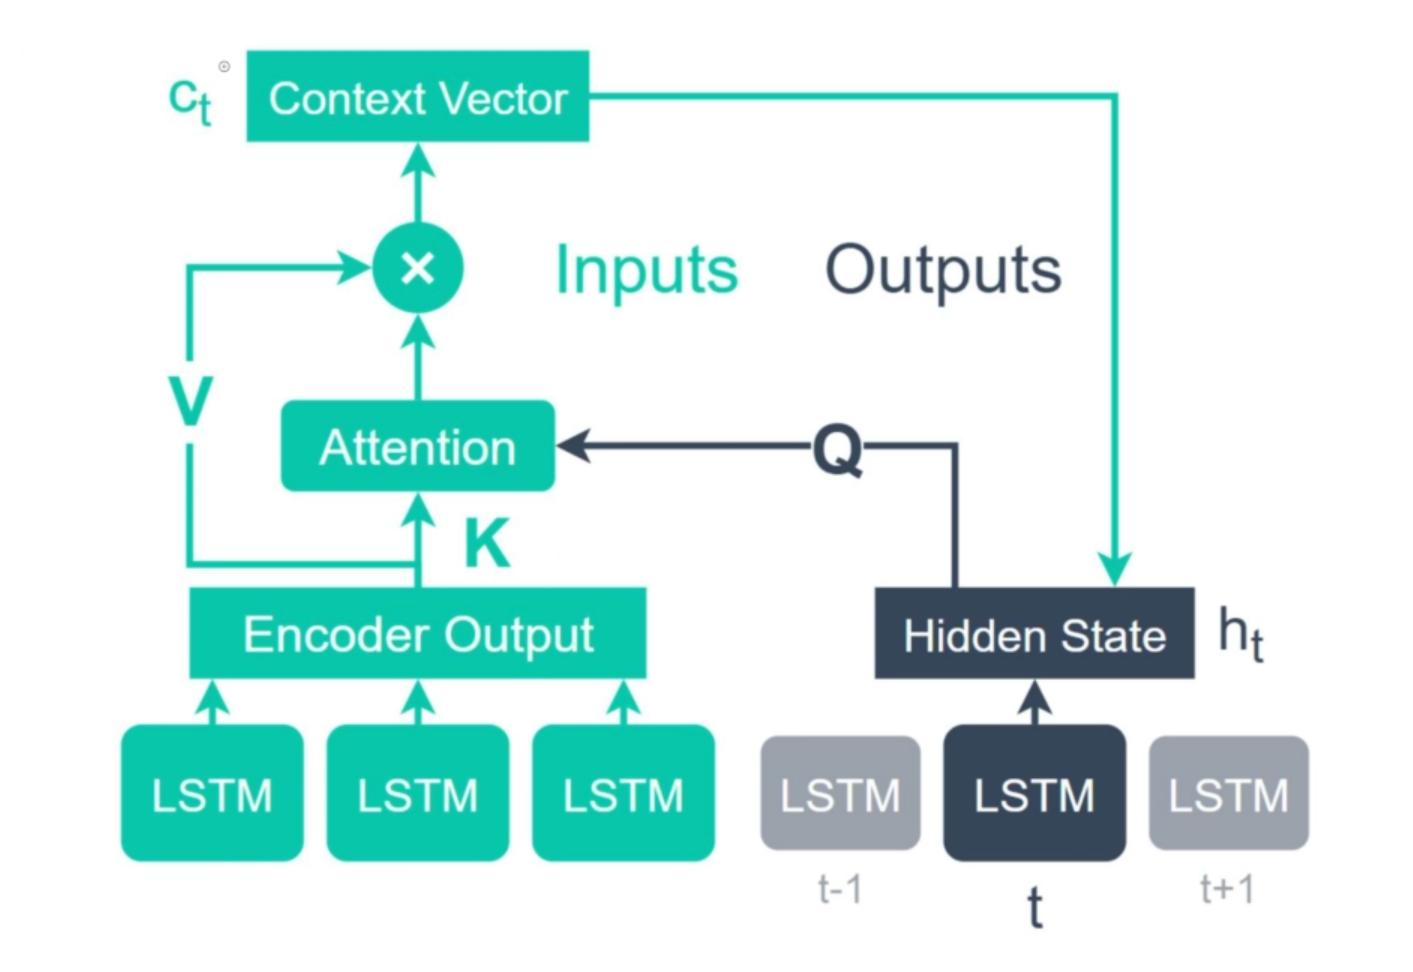 c_t
Context Vector
×
Inputs
Outputs
V
Attention
Q
K
Encoder Output
Hidden State
h_t
LSTM
LSTM
LSTM
LSTM
LSTM
LSTM
t-1
t
t+1